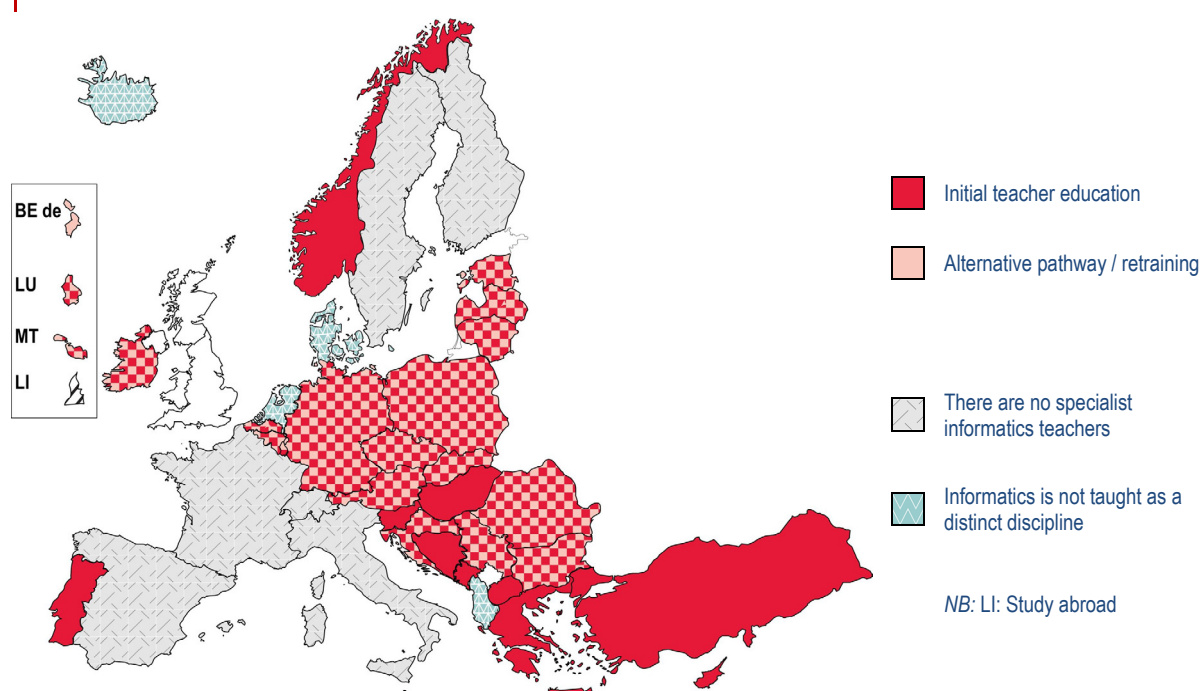 BE de
LU
MT
LI
Initial teacher education
Alternative pathway / retraining
There are no specialist
informatics teachers
Informatics is not taught as a
distinct discipline
NB: LI: Study abroad